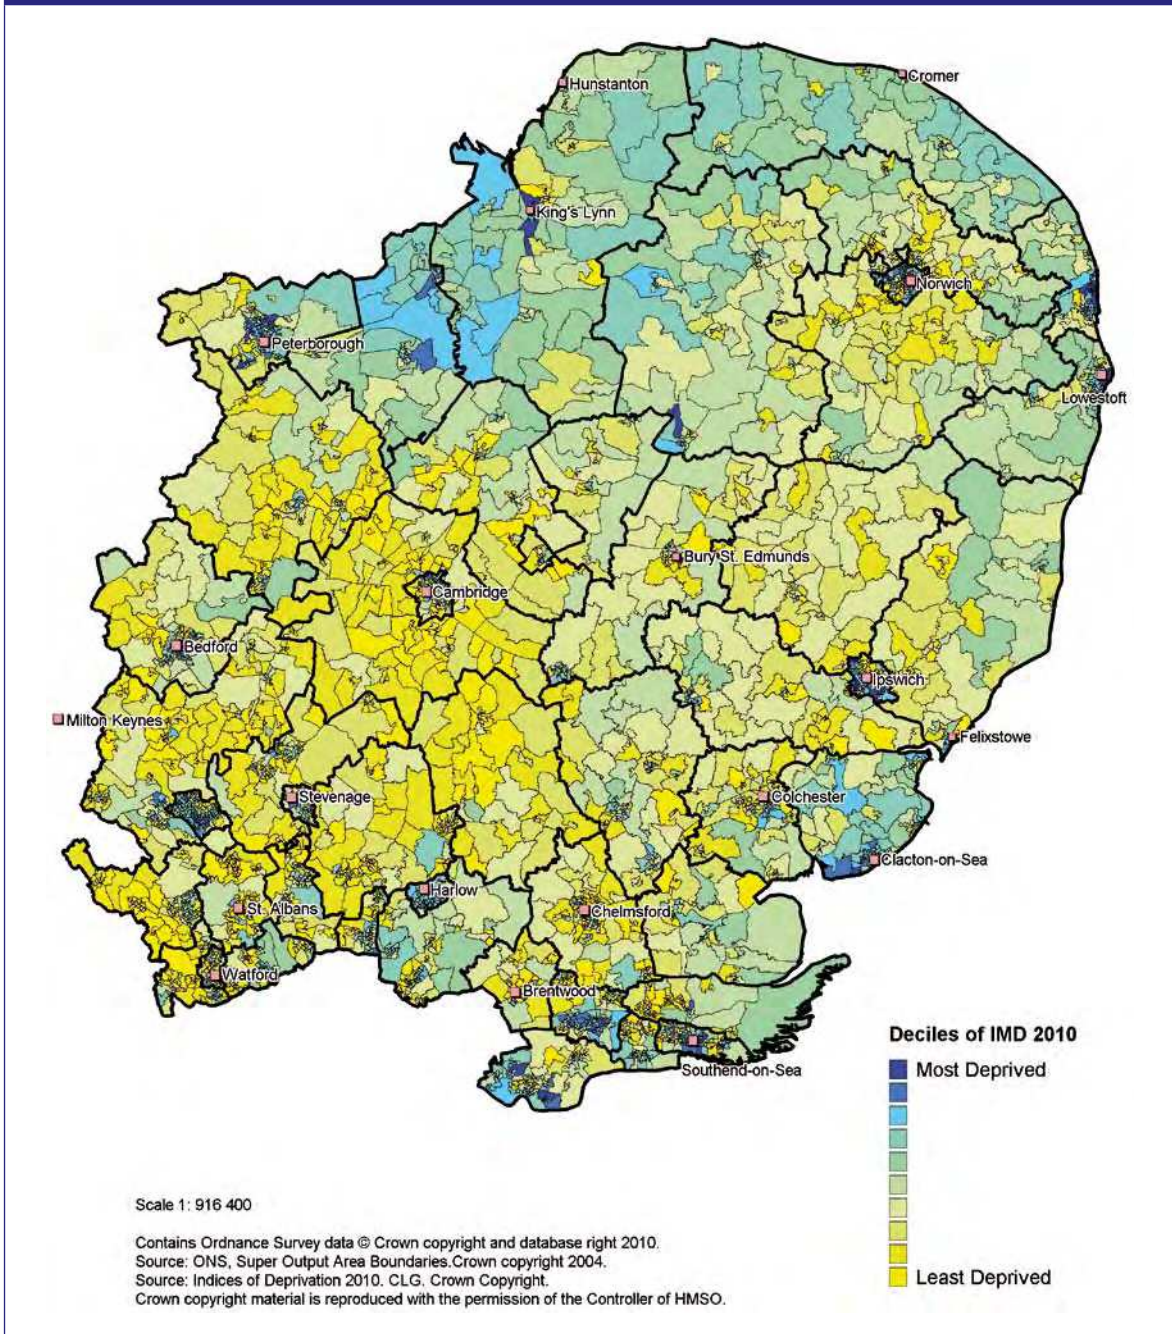 Hunstanton
Cromer
King's Lynn
Norwich
Peterborough
Lowestoft
Bury St. Edmunds
Cambridge
Bedford
Ipswich
Milton Keynes
Felixstowe
Stevenage
Colchester
Clacton-on-Sea
Harlow
St. Albans
Chelmsford
Watford
Brentwood
Southend-on-Sea
Deciles of IMD 2010
Most Deprived
Least Deprived
Scale 1: 916 400
Contains Ordnance Survey data © Crown copyright and database right 2010.
Source: ONS, Super Output Area Boundaries.Crown copyright 2004.
Source: Indices of Deprivation 2010. CLG. Crown Copyright.
Crown copyright material is reproduced with the permission of the Controller of HMSO.